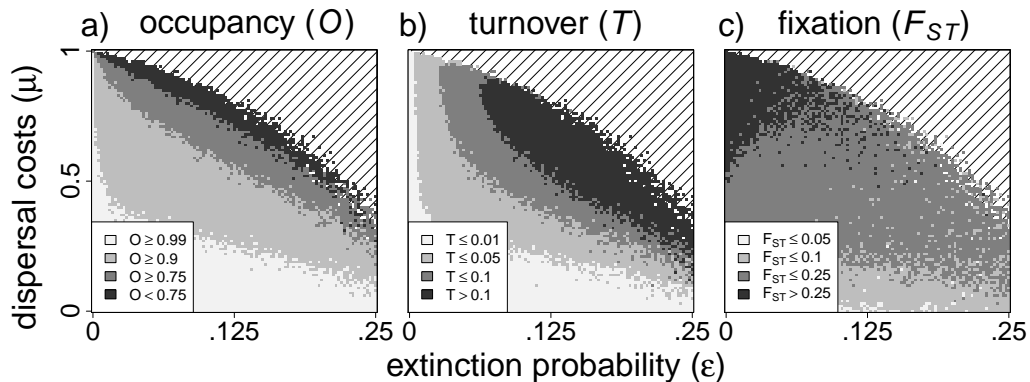 a) occupancy (O)
b) turnover (T)
c) fixation (F_ST)
dispersal costs (μ)
1
0.5
0
O ≥ 0.99
O ≥ 0.9
O ≥ 0.75
O < 0.75
T ≤ 0.01
T ≤ 0.05
T ≤ 0.1
T > 0.1
F_ST ≤ 0.05
F_ST ≤ 0.1
F_ST ≤ 0.25
F_ST > 0.25
0 .125 .25
0 .125 .25
0 .125 .25
extinction probability (ε)